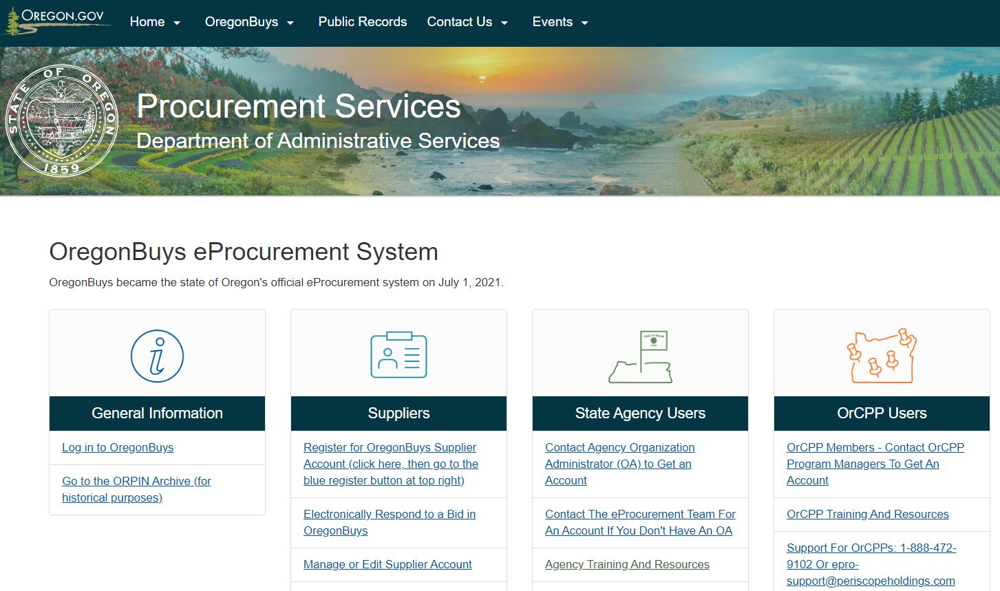 OREGON.GOV
Home
OregonBuys
Public Records
Contact Us
Events
STATE OF OREGON
1859
Procurement Services
Department of Administrative Services
OregonBuys eProcurement System
OregonBuys became the state of Oregon's official eProcurement system on July 1, 2021.
General Information
Log in to OregonBuys
Go to the ORPIN Archive (for
historical purposes)
Suppliers
Register for OregonBuys Supplier
Account (click here, then go to the
blue register button at top right)
Electronically Respond to a Bid in
OregonBuys
Manage or Edit Supplier Account
STATE OF OREGON
State Agency Users
Contact Agency Organization
Administrator (OA) to Get an
Account
Contact The eProcurement Team For
An Account If You Don't Have An OA
Agency Training And Resources
OrCPP Users
OrCPP Members - Contact OrCPP
Program Managers To Get An
Account
OrCPP Training And Resources
Support For OrCPPs: 1-888-472-
9102 Or epro-
support@periscopeholdings.com